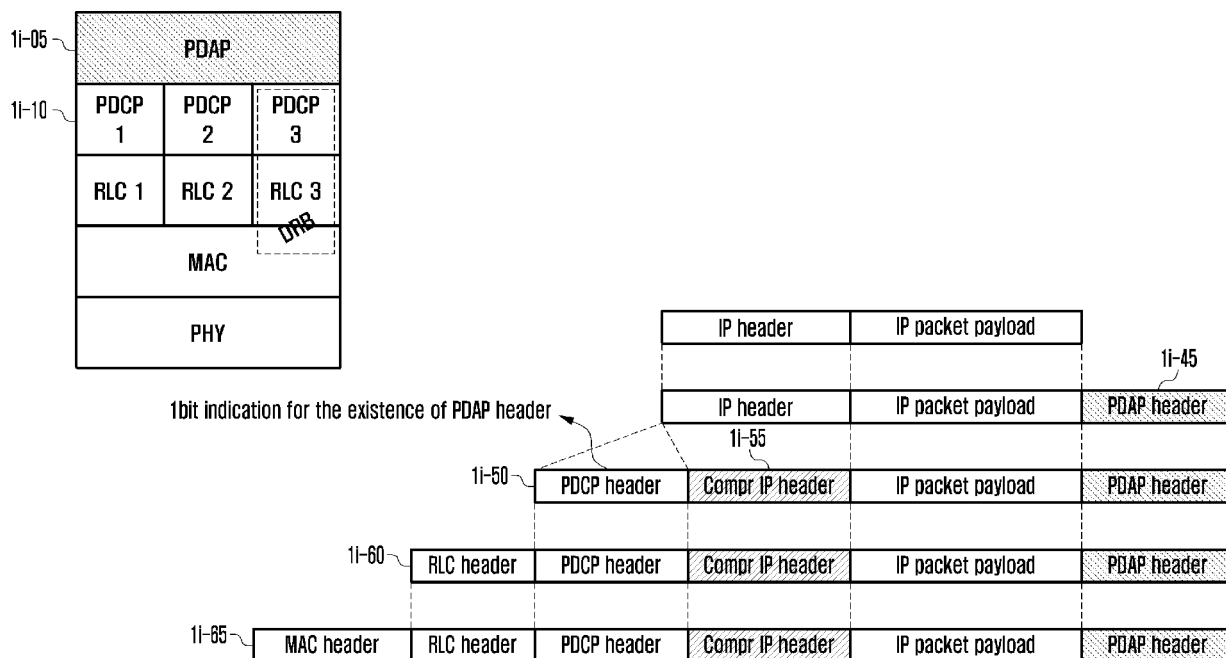 1i-05
PDAP
1i-10
PDCP 1
PDCP 2
PDCP 3
RLC 1
RLC 2
RLC 3
DRB
MAC
PHY
IP header
IP packet payload
1i-45
1bit indication for the existence of PDAP header
IP header
IP packet payload
PDAP header
1i-55
1i-50
PDCP header
Compr IP header
IP packet payload
PDAP header
1i-60
RLC header
PDCP header
Compr IP header
IP packet payload
PDAP header
1i-65
MAC header
RLC header
PDCP header
Compr IP header
IP packet payload
PDAP header